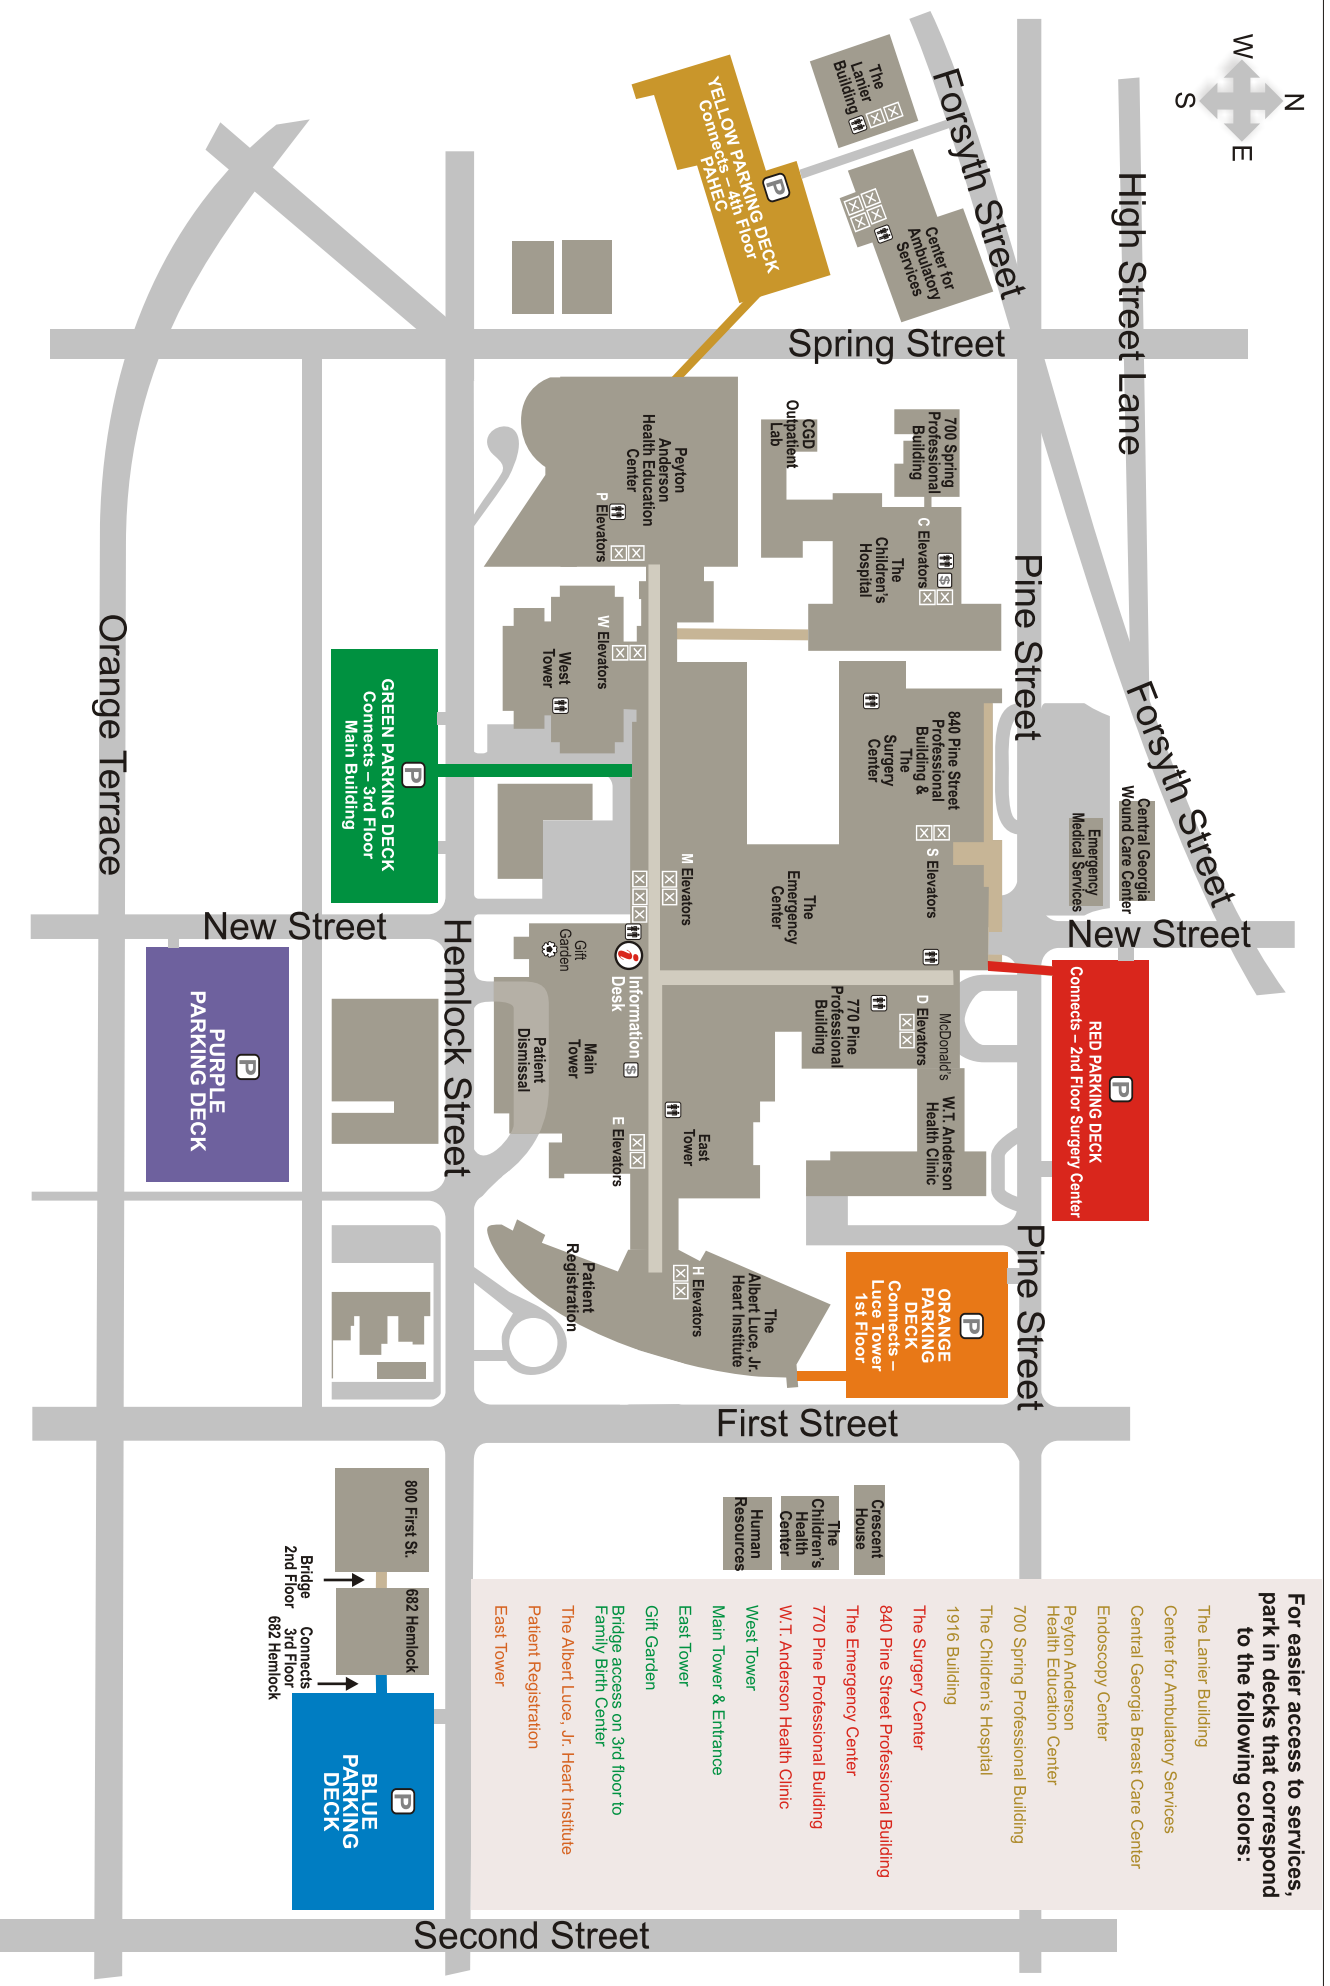 W
N
S
E
High Street Lane
Forsyth Street
The
Lanier
Building
Center for
Ambulatory
Services
P
YELLOW PARKING DECK
Connects – 4th Floor
PAHEC
Spring Street
700 Spring
Professional
Building
CGD
Outpatient
Lab
C Elevators
$
The
Children's
Hospital
Peyton
Anderson
Health Education
Center
P Elevators
W Elevators
West
Tower
Pine Street
Forsyth Street
840 Pine Street
Professional
Building &
The
Surgery
Center
S Elevators
Central Georgia
Wound Care Center
Emergency
Medical Services
The
Emergency
Center
M Elevators
P
GREEN PARKING DECK
Connects – 3rd Floor
Main Building
Orange Terrace
New Street
New Street
Hemlock Street
Gift
Garden
i
Information
Desk
$
Main
Tower
Patient
Dismissal
E Elevators
East
Tower
770 Pine
Professional
Building
D Elevators
McDonald's
W.T. Anderson
Health Clinic
P
RED PARKING DECK
Connects – 2nd Floor Surgery Center
P
PURPLE
PARKING DECK
Pine Street
P
ORANGE
PARKING
DECK
Connects –
Luce Tower
1st Floor
The
Albert Luce, Jr.
Heart Institute
H Elevators
Patient
Registration
First Street
Crescent
House
The
Children's
Health
Center
Human
Resources
800 First St.
Bridge
2nd Floor
682 Hemlock
Connects
3rd Floor
682 Hemlock
P
BLUE
PARKING
DECK
Second Street
For easier access to services,
park in decks that correspond
to the following colors:
The Lanier Building
Center for Ambulatory Services
Central Georgia Breast Care Center
Endoscopy Center
Peyton Anderson
Health Education Center
700 Spring Professional Building
The Children's Hospital
1916 Building
The Surgery Center
840 Pine Street Professional Building
The Emergency Center
770 Pine Professional Building
W.T. Anderson Health Clinic
West Tower
Main Tower & Entrance
East Tower
Gift Garden
Bridge access on 3rd floor to
Family Birth Center
The Albert Luce, Jr. Heart Institute
Patient Registration
East Tower